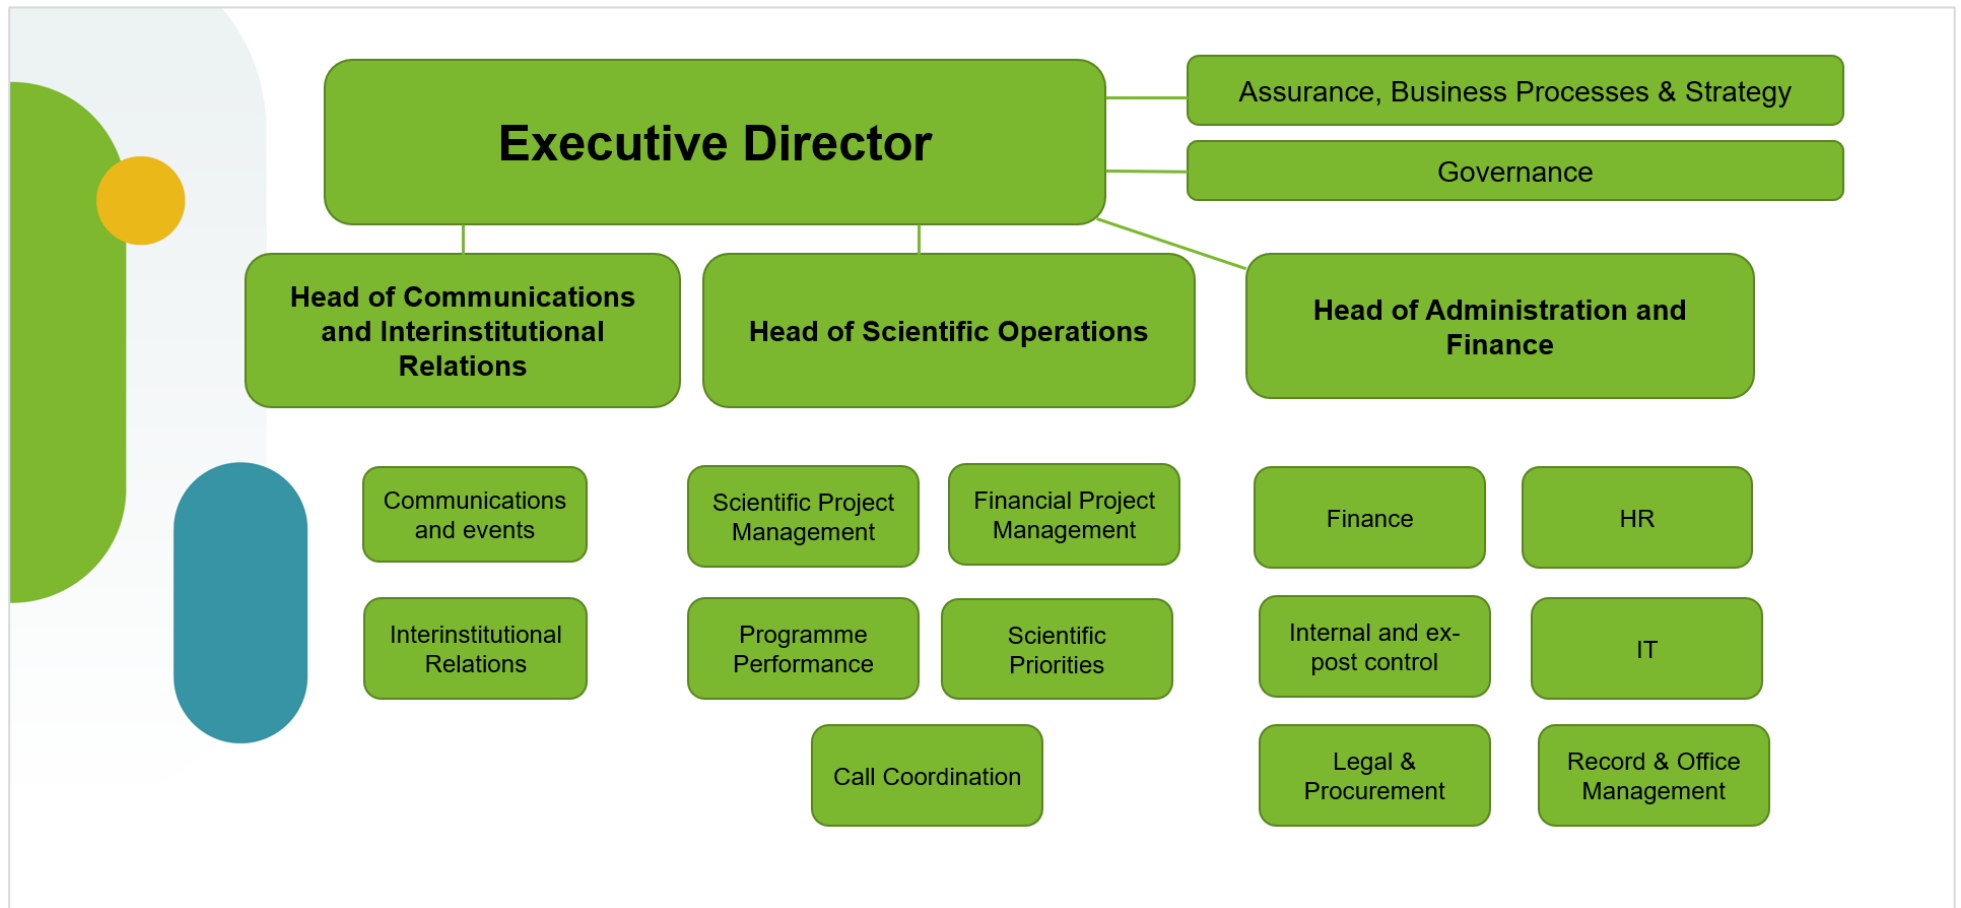 Executive Director
Assurance, Business Processes & Strategy
Governance
Head of Communications
and Interinstitutional
Relations
Head of Scientific Operations
Head of Administration and
Finance
Communications
and events
Scientific Project
Management
Financial Project
Management
Finance
HR
Interinstitutional
Relations
Programme
Performance
Scientific
Priorities
Internal and ex-
post control
IT
Call Coordination
Legal &
Procurement
Record & Office
Management